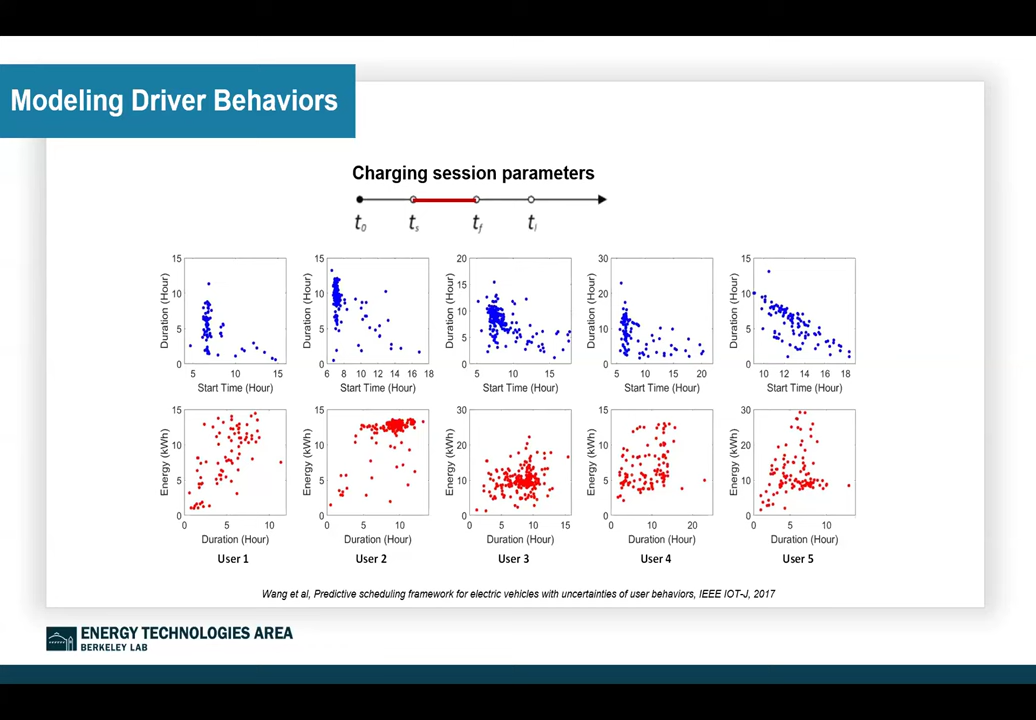 Modeling Driver Behaviors
Charging session parameters
t0 ts tf tl
15 15 20 30 15
10 10 15 20 10
5 5 10 10 5
0 0 5 0 0
0
Duration (Hour) Duration (Hour) Duration (Hour) Duration (Hour) Duration (Hour)
5 10 15 6 8 10 12 14 16 18 5 10 15 5 10 15 20 10 12 14 16 18
Start Time (Hour) Start Time (Hour) Start Time (Hour) Start Time (Hour) Start Time (Hour)
15 15 30 15 30
10 10 20 10 20
5 5 10 5 10
0 0 0 0 0
Energy (kWh) Energy (kWh) Energy (kWh) Energy (kWh) Energy (kWh)
0 5 10 0 5 10 0 5 10 15 0 10 20 0 5 10
Duration (Hour) Duration (Hour) Duration (Hour) Duration (Hour) Duration (Hour)
User 1 User 2 User 3 User 4 User 5
Wang et al, Predictive scheduling framework for electric vehicles with uncertainties of user behaviors, IEEE IOT-J, 2017
ENERGY TECHNOLOGIES AREA
BERKELEY LAB